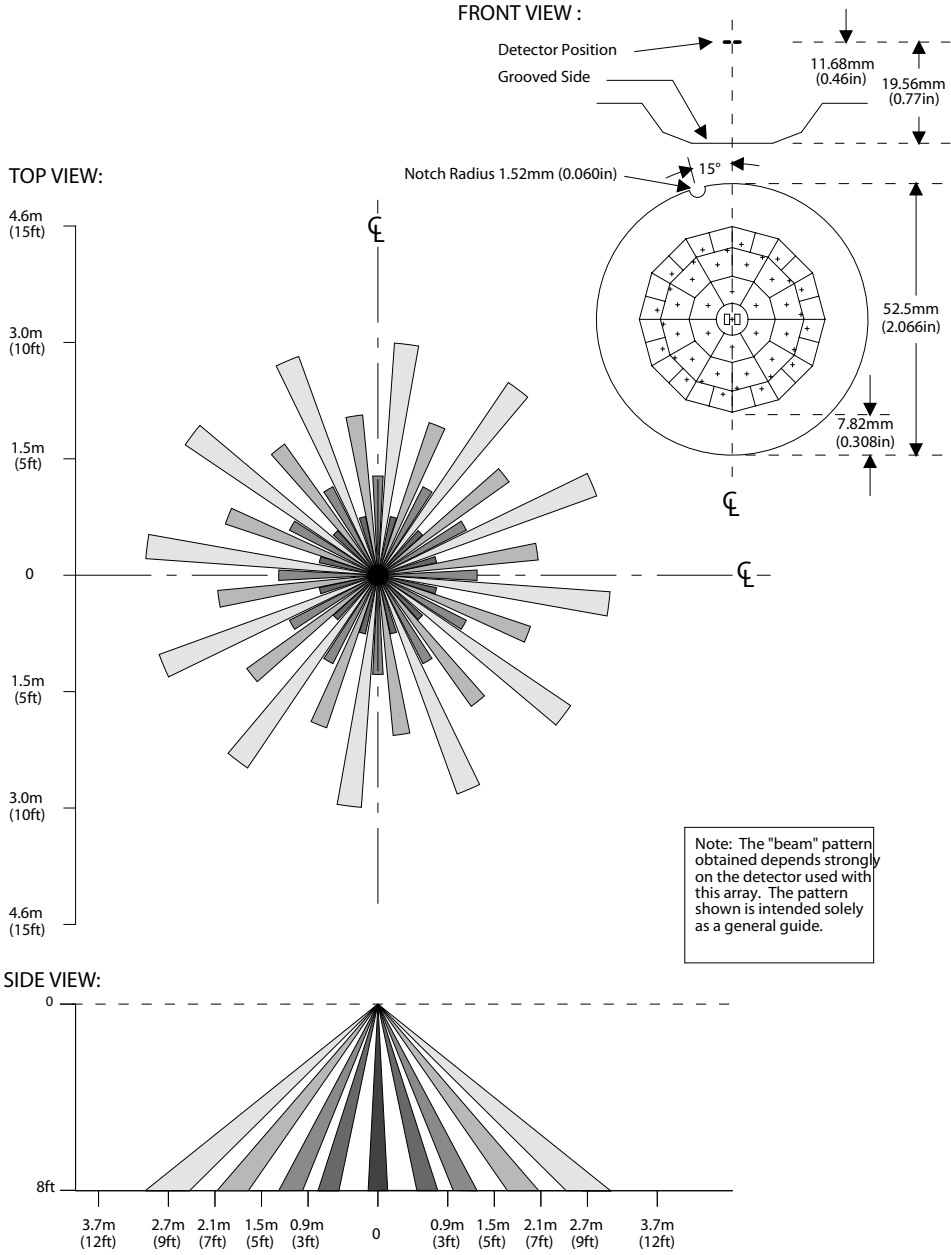 FRONT VIEW :
Detector Position
Grooved Side
11.68mm
(0.46in)
19.56mm
(0.77in)
TOP VIEW:
Notch Radius 1.52mm (0.060in)
15°
52.5mm
(2.066in)
7.82mm
(0.308in)
4.6m
(15ft)
3.0m
(10ft)
1.5m
(5ft)
0
1.5m
(5ft)
3.0m
(10ft)
4.6m
(15ft)
℄
℄
℄
Note: The "beam" pattern
obtained depends strongly
on the detector used with
this array. The pattern
shown is intended solely
as a general guide.
SIDE VIEW:
0
8ft
3.7m
(12ft)
2.7m
(9ft)
2.1m
(7ft)
1.5m
(5ft)
0.9m
(3ft)
0
0.9m
(3ft)
1.5m
(5ft)
2.1m
(7ft)
2.7m
(9ft)
3.7m
(12ft)